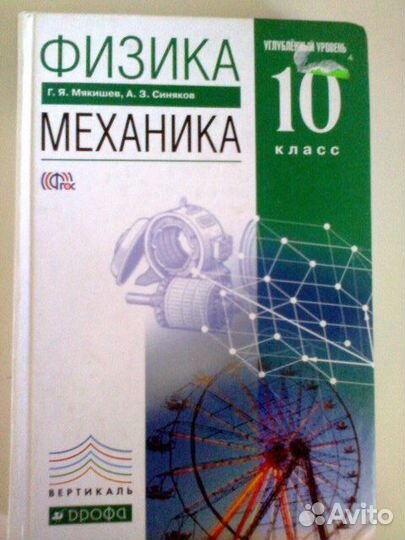 ФИЗИКА
УГЛУБЛЁННЫЙ УРОВЕНЬ
Г. Я. Мякишев, А. З. Синяков
10
КЛАСС
МЕХАНИКА
ФГОС
ВЕРТИКАЛЬ
ДРОФА
Avito